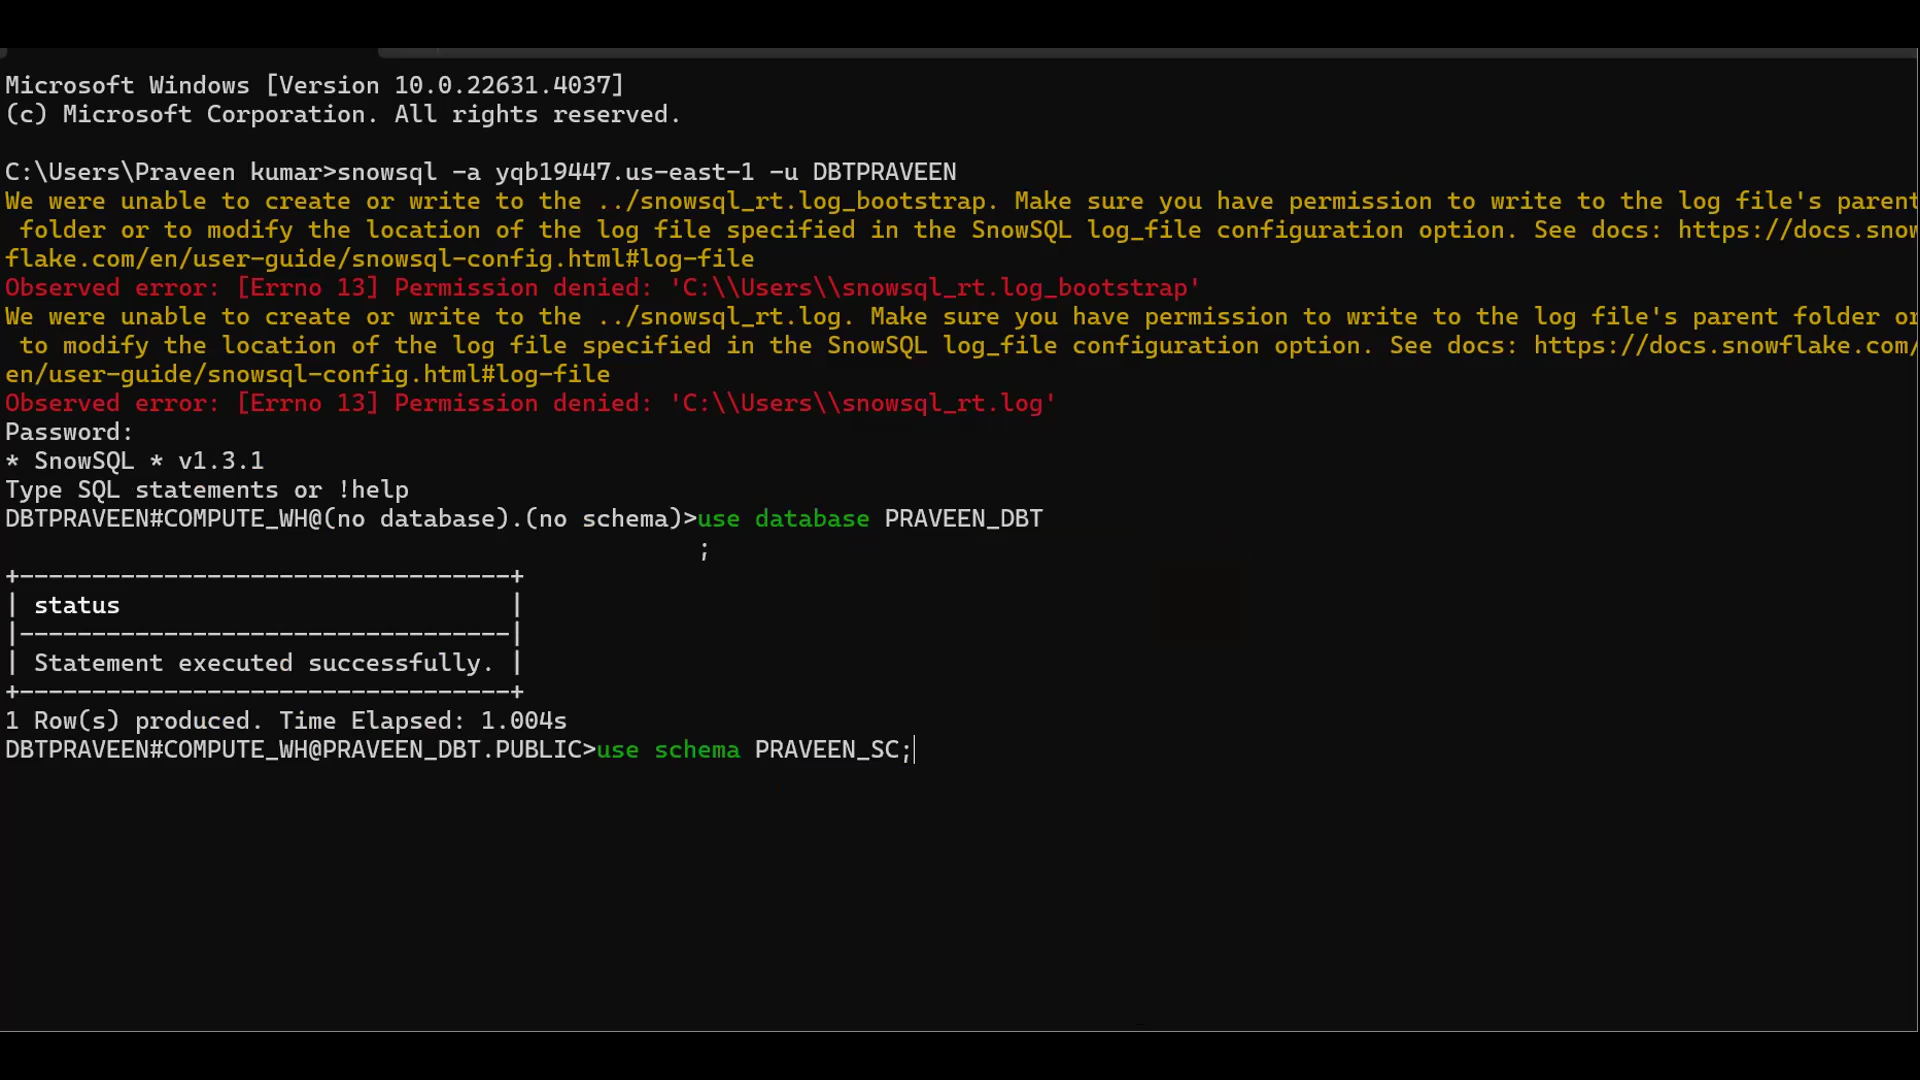 Microsoft Windows [Version 10.0.22631.4037]
(c) Microsoft Corporation. All rights reserved.
C:\Users\Praveen kumar>snowsql -a yqb19447.us-east-1 -u DBTPRAVEEN
We were unable to create or write to the ../snowsql_rt.log_bootstrap. Make sure you have permission to write to the log file's parent
folder or to modify the location of the log file specified in the SnowSQL log_file configuration option. See docs: https://docs.snow
flake.com/en/user-guide/snowsql-config.html#log-file
Observed error: [Errno 13] Permission denied: 'C:\\Users\\snowsql_rt.log_bootstrap'
We were unable to create or write to the ../snowsql_rt.log. Make sure you have permission to write to the log file's parent folder or
to modify the location of the log file specified in the SnowSQL log_file configuration option. See docs: https://docs.snowflake.com/
en/user-guide/snowsql-config.html#log-file
Observed error: [Errno 13] Permission denied: 'C:\\Users\\snowsql_rt.log'
Password:
* SnowSQL * v1.3.1
Type SQL statements or !help
DBTPRAVEEN#COMPUTE_WH@(no database).(no schema)>use database PRAVEEN_DBT
;
+----------------------------------+
| status                           |
|----------------------------------|
| Statement executed successfully. |
+----------------------------------+
1 Row(s) produced. Time Elapsed: 1.004s
DBTPRAVEEN#COMPUTE_WH@PRAVEEN_DBT.PUBLIC>use schema PRAVEEN_SC;